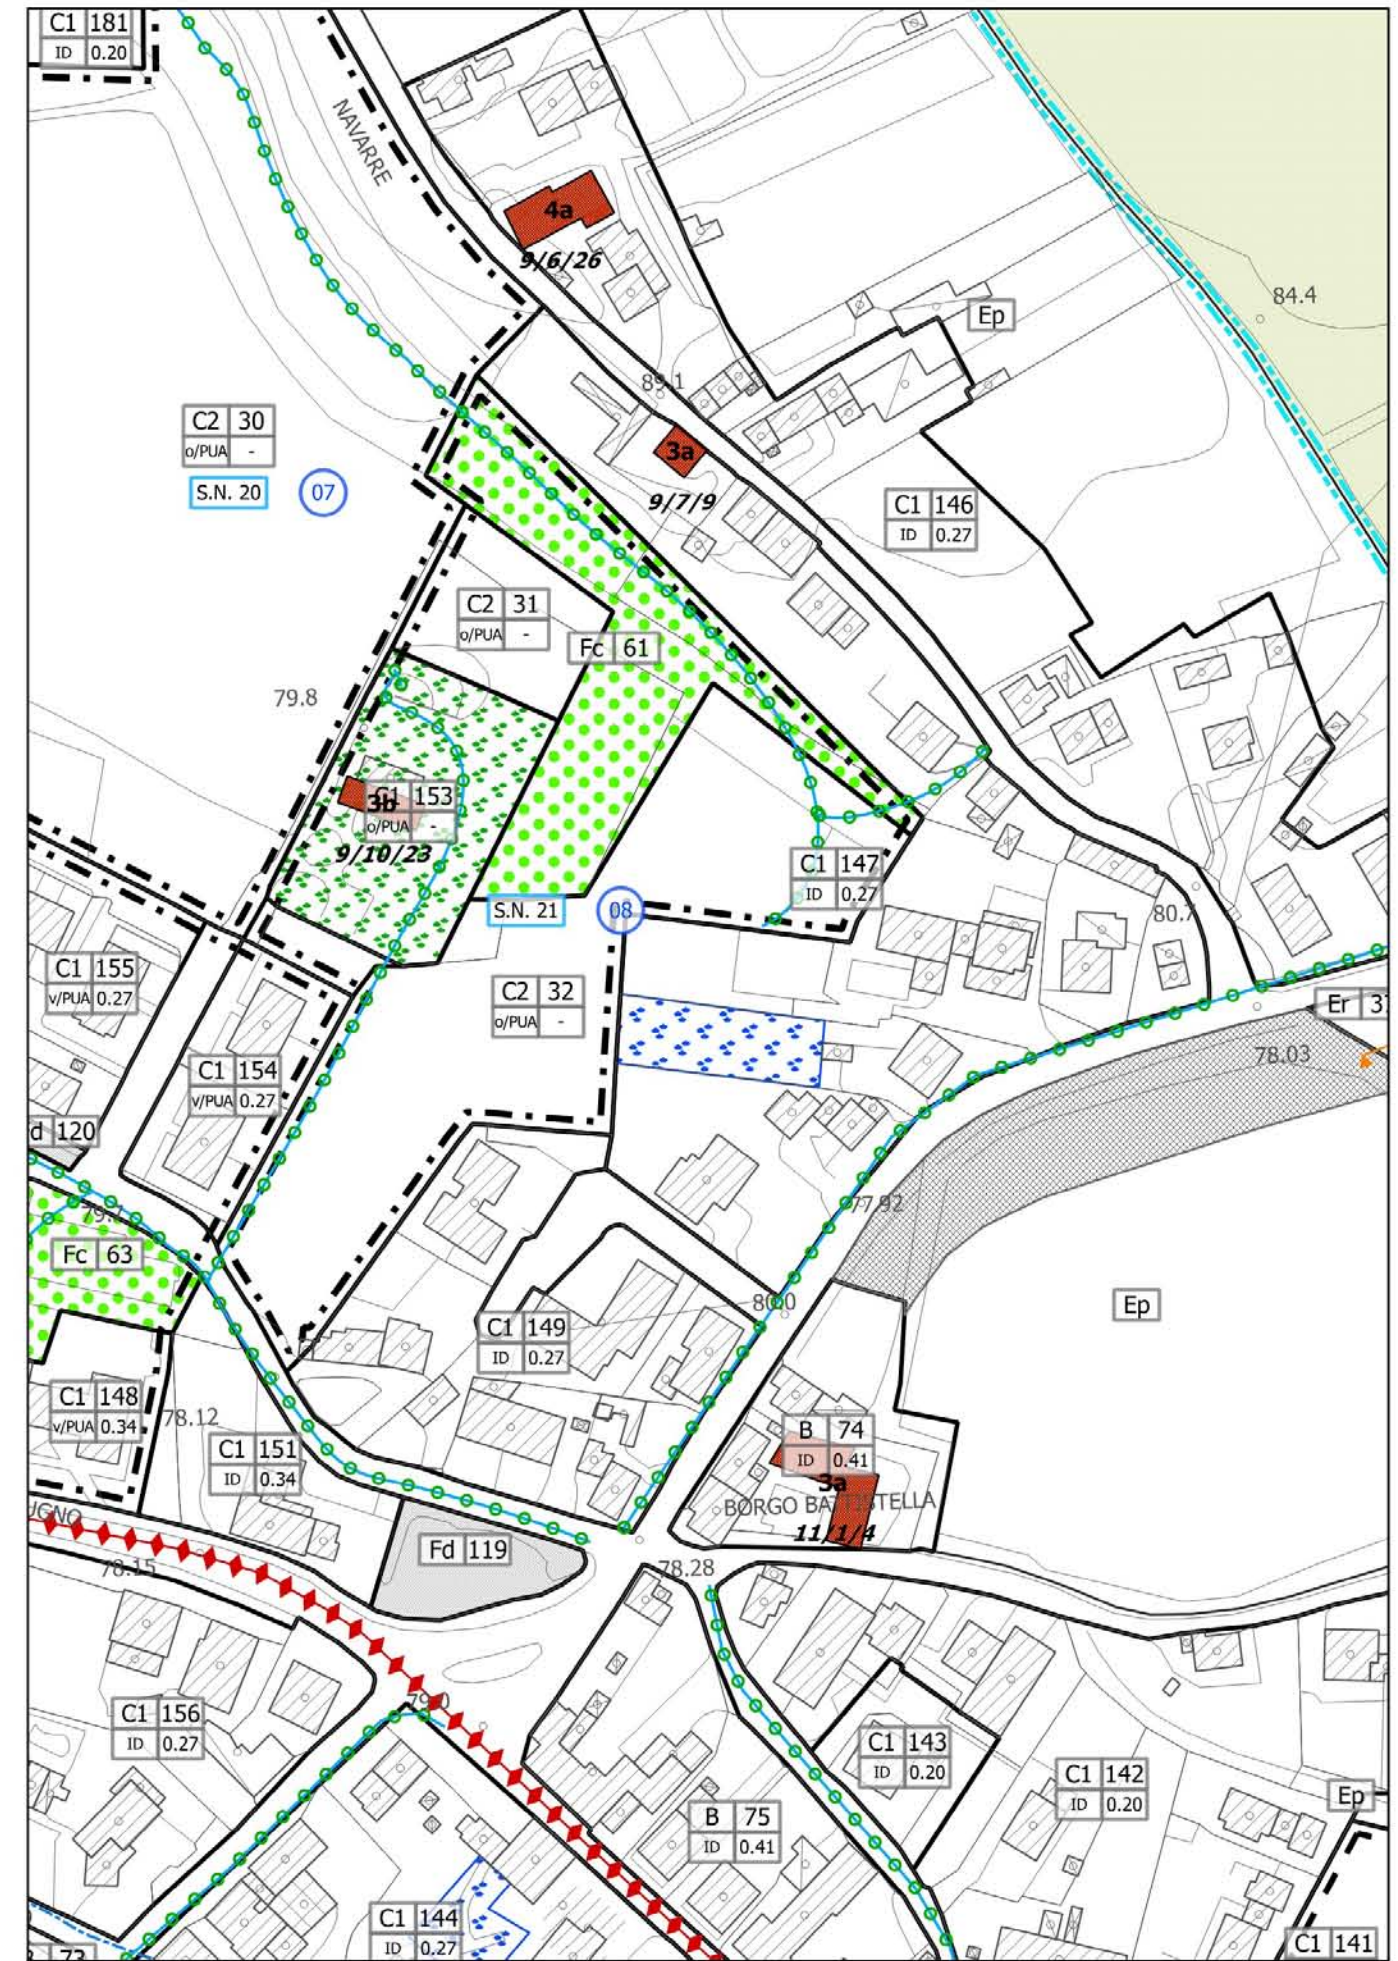 C1 181
ID 0.20
NAVARRE
4a
9/6/26
84.4
Ep
89.1
C2 30
o/PUA -
S.N. 20
07
3a
9/7/9
C1 146
ID 0.27
C2 31
o/PUA -
Fc 61
79.8
C1 153
3b
o/PUA -
9/10/23
C1 147
ID 0.27
S.N. 21
08
80.7
C1 155
v/PUA 0.27
C2 32
o/PUA -
Er 37
78.03
C1 154
v/PUA 0.27
d 120
77.92
79.1
Fc 63
80.0
Ep
C1 149
ID 0.27
C1 148
v/PUA 0.34
78.12
C1 151
ID 0.34
B 74
ID 0.41
3a
BORGO BATTISTELLA
11/1/4
UGNO
Fd 119
78.15
78.28
79.0
C1 156
ID 0.27
C1 143
ID 0.20
C1 142
ID 0.20
Ep
B 75
ID 0.41
C1 144
ID 0.27
C1 141
73